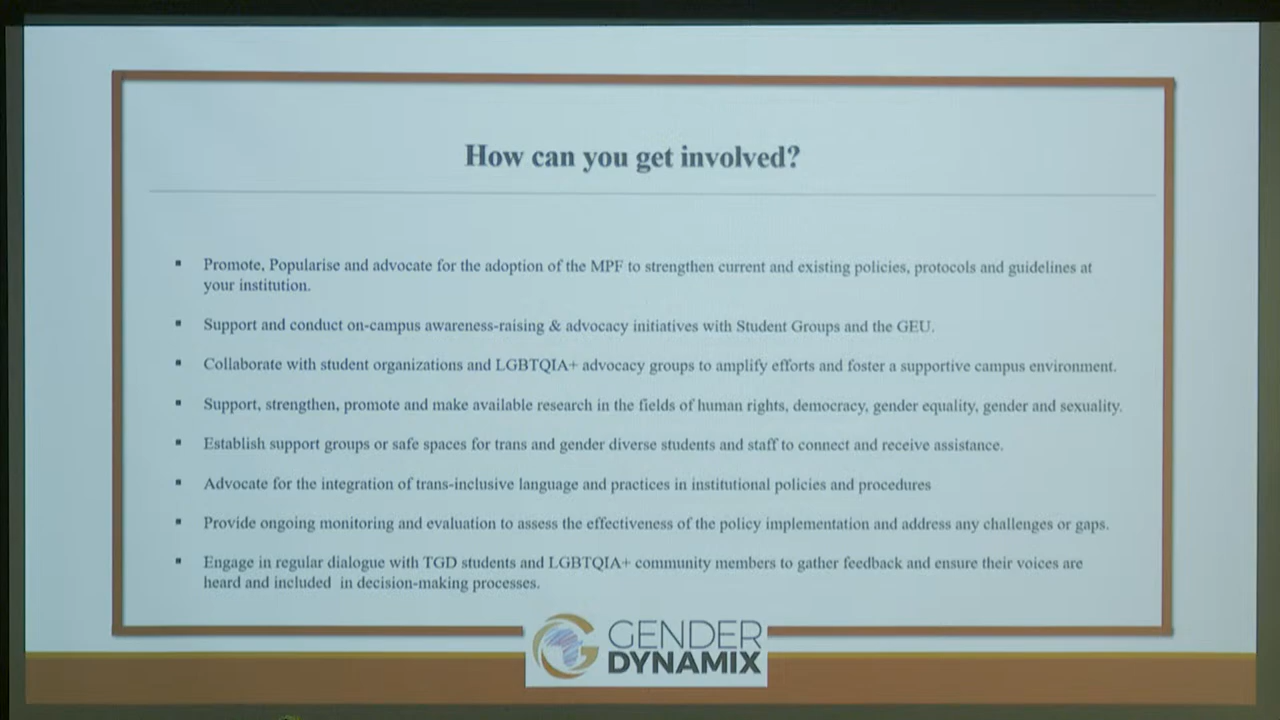 How can you get involved?
▪ Promote, Popularise and advocate for the adoption of the MPF to strengthen current and existing policies, protocols and guidelines at
your institution.
▪ Support and conduct on-campus awareness-raising & advocacy initiatives with Student Groups and the GEU.
▪ Collaborate with student organizations and LGBTQIA+ advocacy groups to amplify efforts and foster a supportive campus environment.
▪ Support, strengthen, promote and make available research in the fields of human rights, democracy, gender equality, gender and sexuality.
▪ Establish support groups or safe spaces for trans and gender diverse students and staff to connect and receive assistance.
▪ Advocate for the integration of trans-inclusive language and practices in institutional policies and procedures
▪ Provide ongoing monitoring and evaluation to assess the effectiveness of the policy implementation and address any challenges or gaps.
▪ Engage in regular dialogue with TGD students and LGBTQIA+ community members to gather feedback and ensure their voices are
heard and included in decision-making processes.
GENDER
DYNAMIX